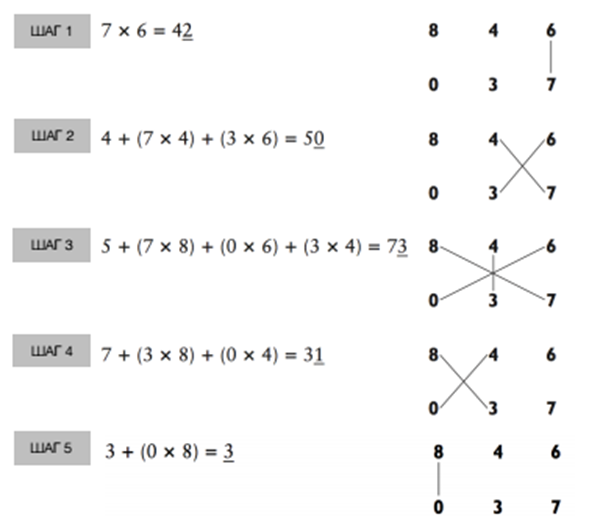 ШАГ 1 7 × 6 = 42 8 4 6
0 3 7
ШАГ 2 4 + (7 × 4) + (3 × 6) = 50 8 4 6
0 3 7
ШАГ 3 5 + (7 × 8) + (0 × 6) + (3 × 4) = 73 8 4 6
0 3 7
ШАГ 4 7 + (3 × 8) + (0 × 4) = 31 8 4 6
0 3 7
ШАГ 5 3 + (0 × 8) = 3 8 4 6
0 3 7